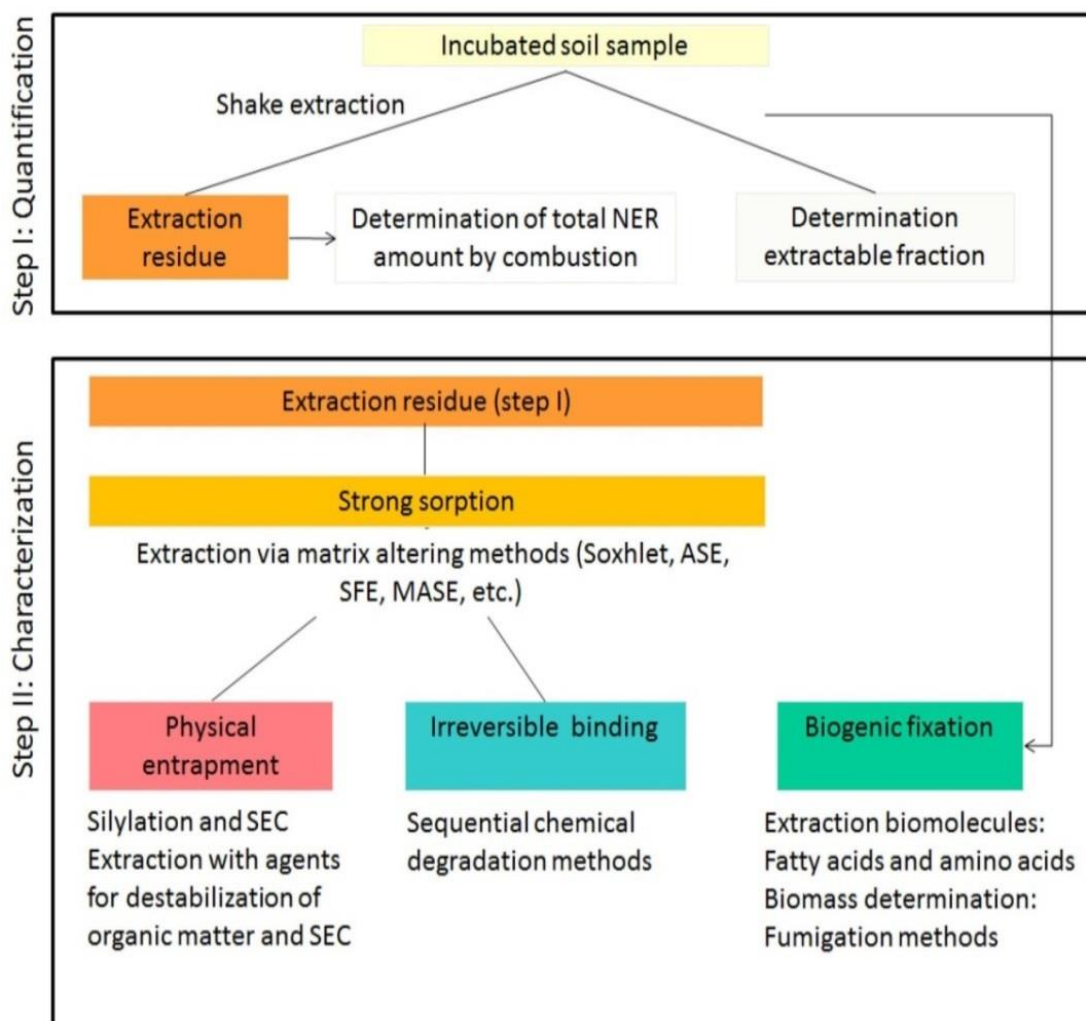 Step I: Quantification
Incubated soil sample
Shake extraction
Extraction
residue
Determination of total NER
amount by combustion
Determination
extractable fraction
Step II: Characterization
Extraction residue (step I)
Strong sorption
Extraction via matrix altering methods (Soxhlet, ASE,
SFE, MASE, etc.)
Physical
entrapment
Silylation and SEC
Extraction with agents
for destabilization of
organic matter and SEC
Irreversible binding
Sequential chemical
degradation methods
Biogenic fixation
Extraction biomolecules:
Fatty acids and amino acids
Biomass determination:
Fumigation methods